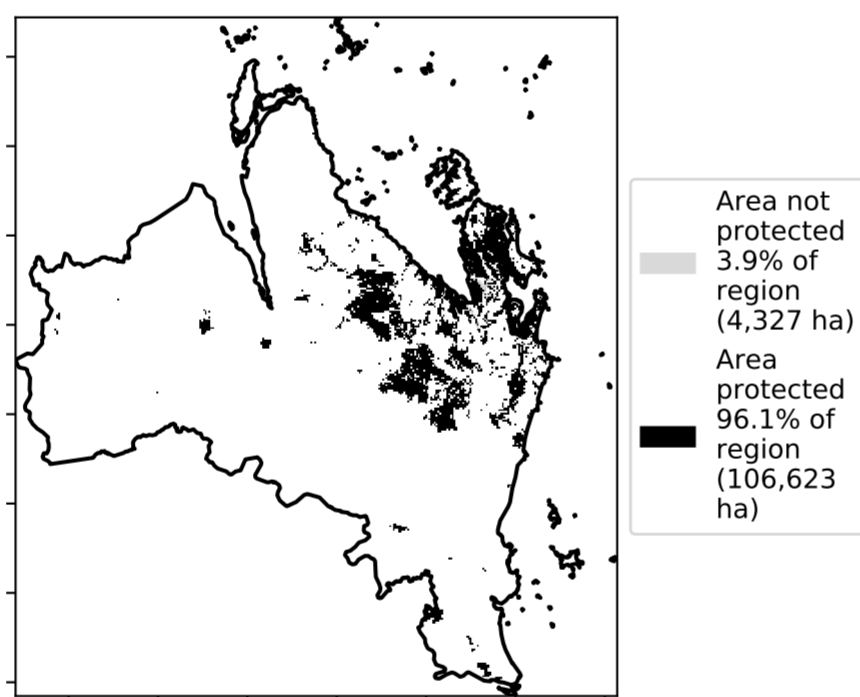 Area not
protected
3.9% of
region
(4,327 ha)
Area
protected
96.1% of
region
(106,623
ha)